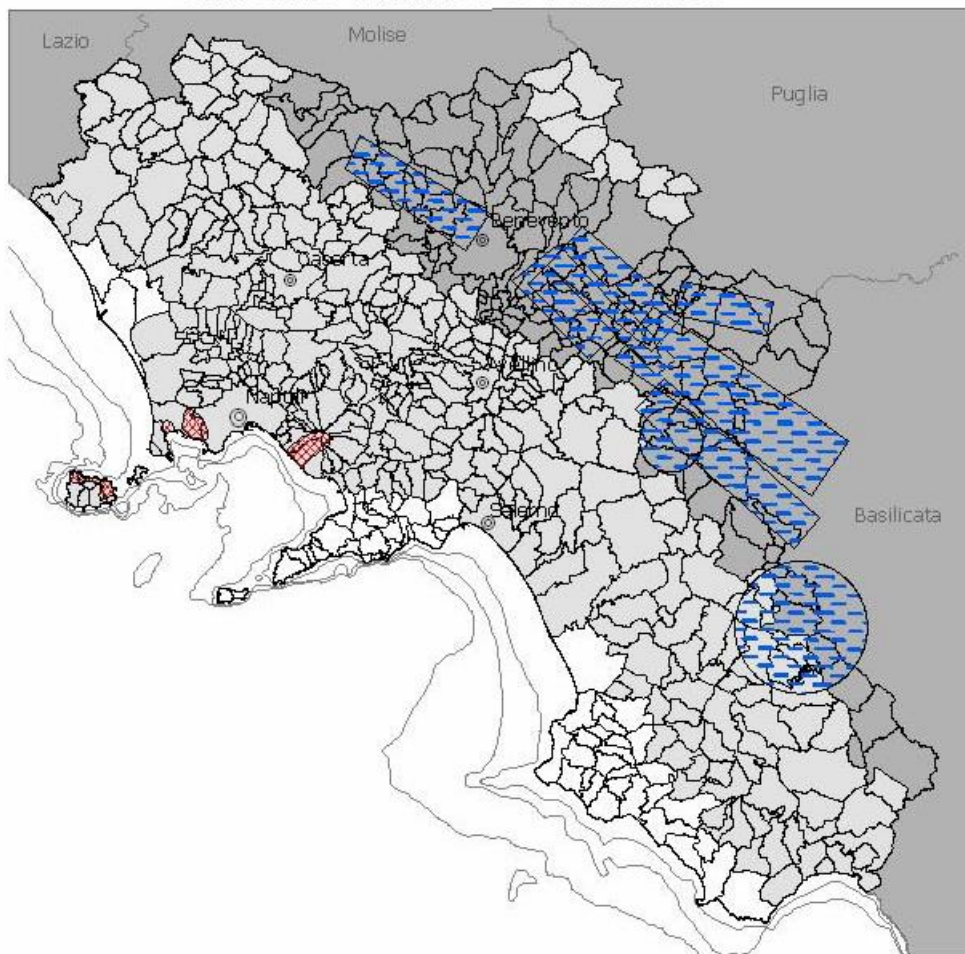 Lazio
Molise
Puglia
Benevento
Caserta
Avellino
Napoli
Salerno
Basilicata